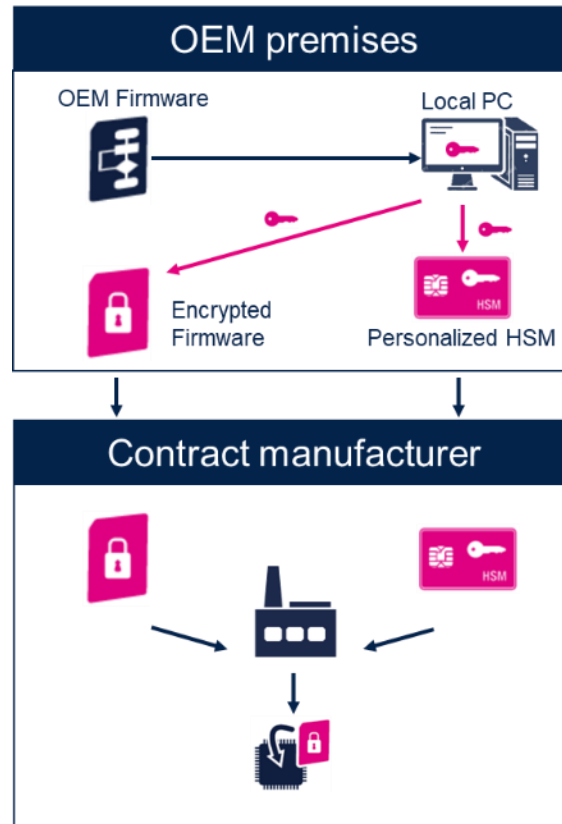 OEM premises
OEM Firmware
Local PC
Encrypted
Firmware
HSM
Personalized HSM
Contract manufacturer
HSM